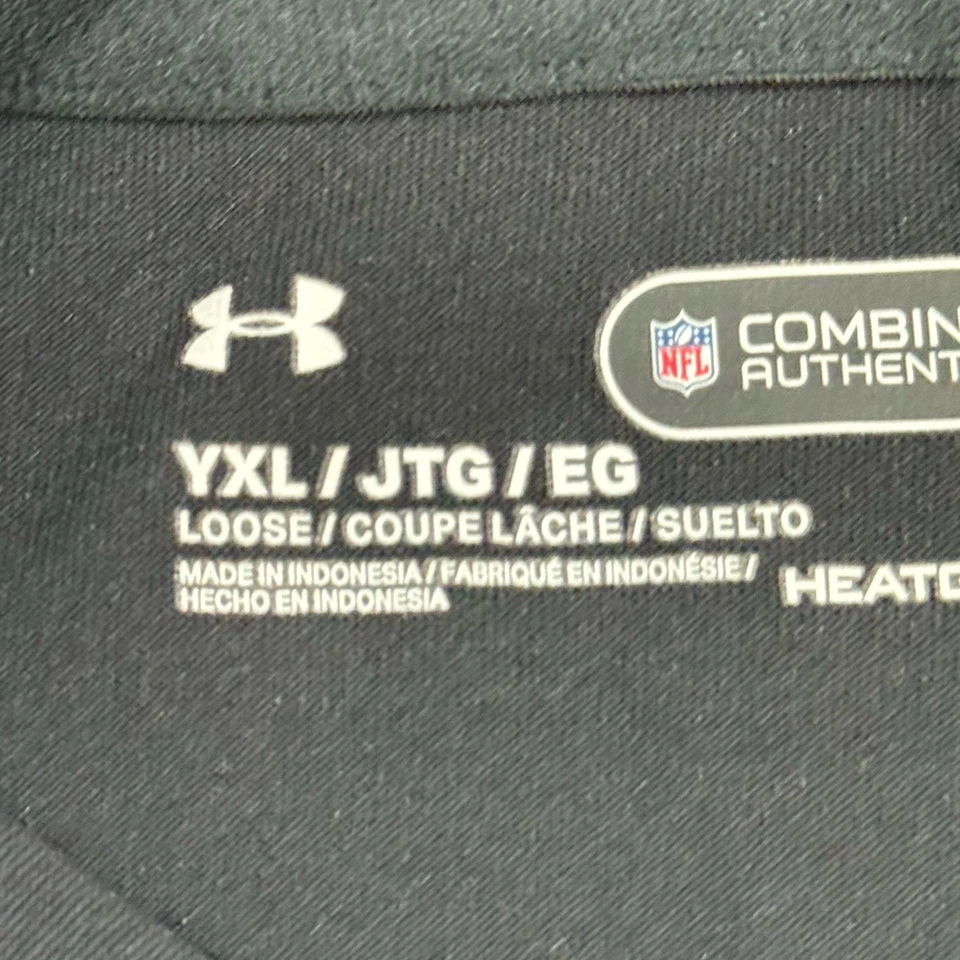 NFL
COMBIN
AUTHENT
YXL / JTG / EG
LOOSE / COUPE LÂCHE / SUELTO
MADE IN INDONESIA / FABRIQUÉ EN INDONÉSIE /
HECHO EN INDONESIA
HEATG